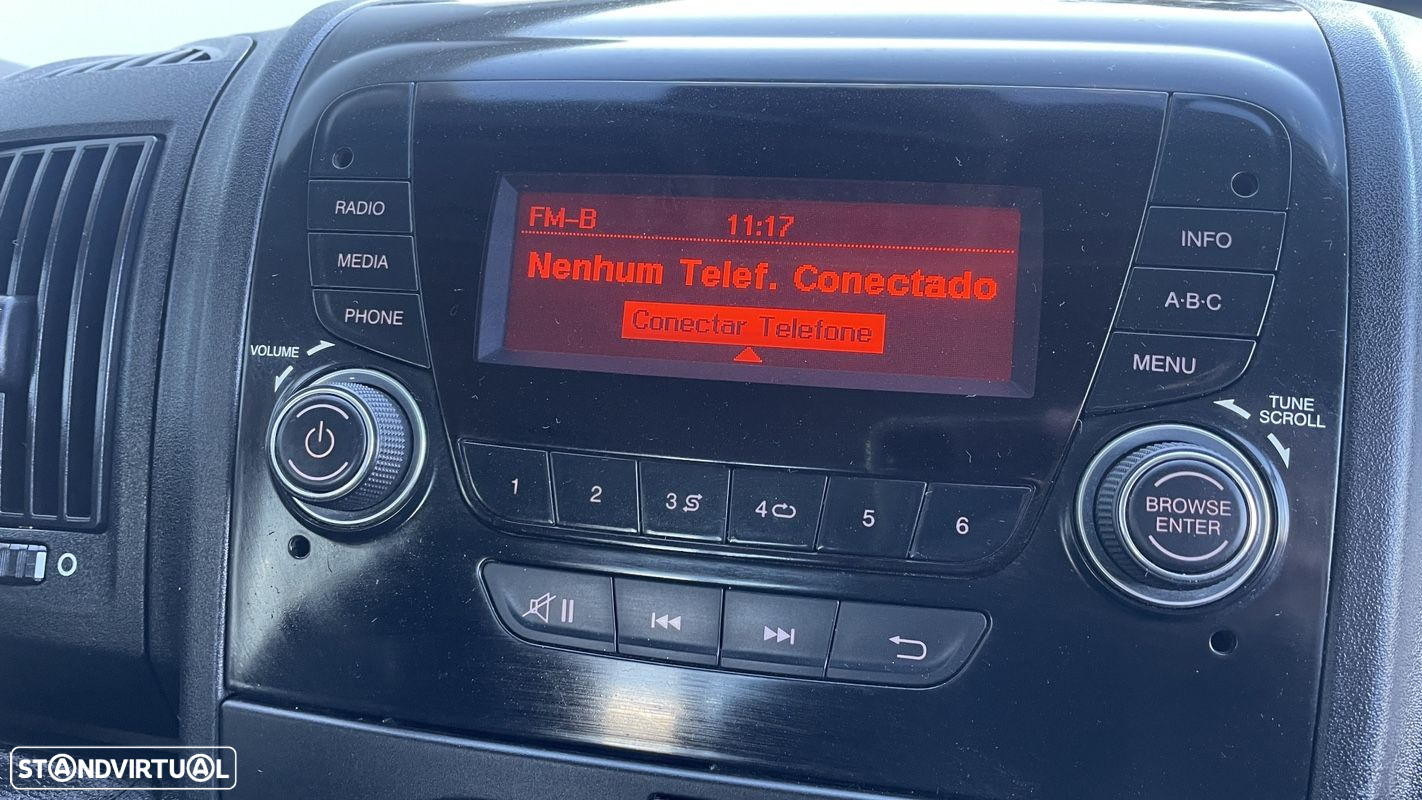 FM-B 11:17
Nenhum Telef. Conectado
Conectar Telefone
RADIO
MEDIA
PHONE
VOLUME
INFO
A·B·C
MENU
TUNE
SCROLL
BROWSE
ENTER
1 2 3 4 5 6
O
STANDVIRTUAL